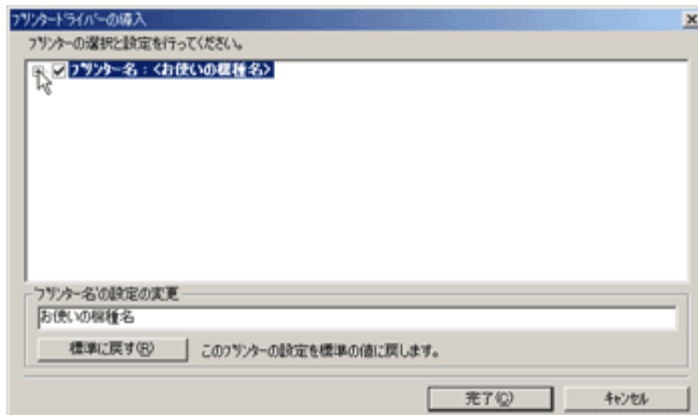 プリンタードライバーの導入
プリンターの選択と設定を行ってください。
プリンター名 : <お使いの機種名>
'プリンター名'の設定の変更
お使いの機種名
標準に戻す(R) このプリンターの設定を標準の値に戻します。
完了(C) キャンセル